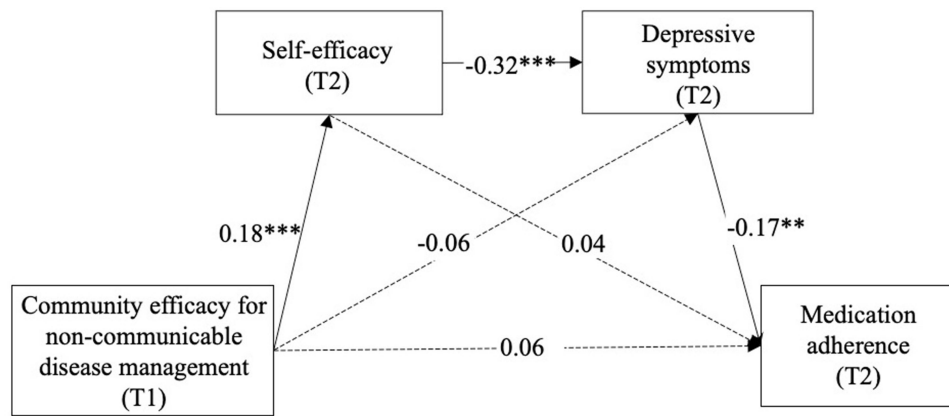 Self-efficacy
(T2)
-0.32***
Depressive
symptoms
(T2)
0.18***
-0.06
0.04
-0.17**
Community efficacy for
non-communicable
disease management
(T1)
0.06
Medication
adherence
(T2)